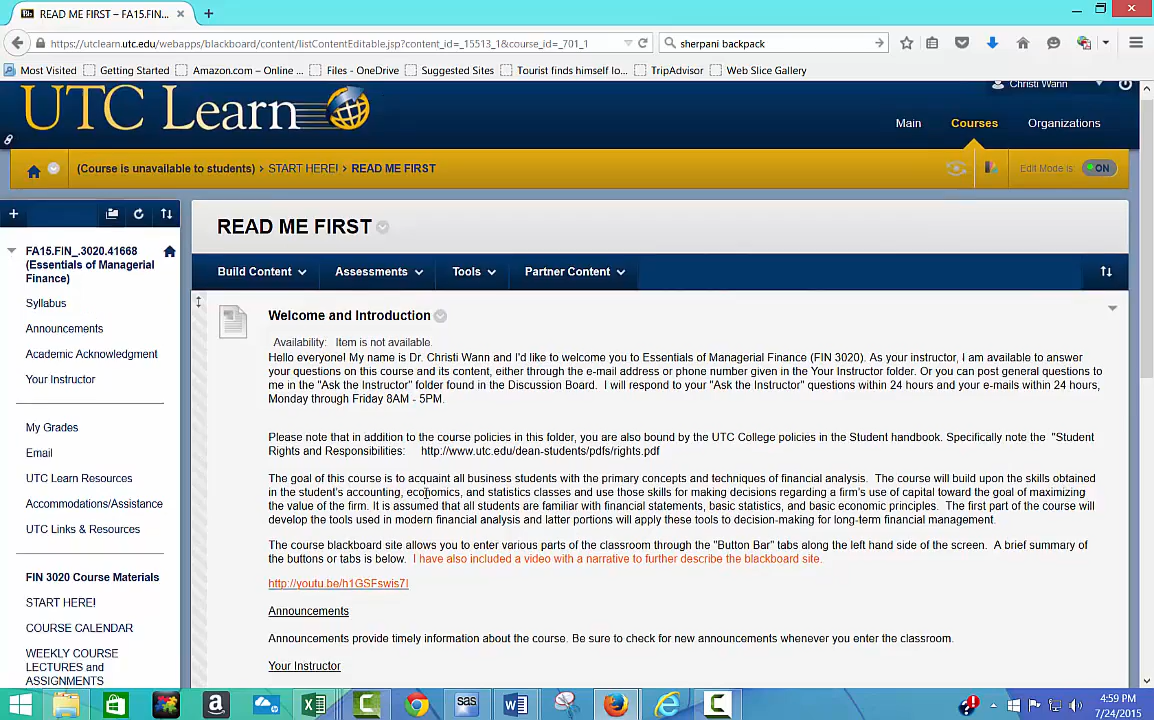 READ ME FIRST – FA15.FIN_...
https://utclearn.utc.edu/webapps/blackboard/content/listContentEditable.jsp?content_id=_15513_1&course_id=_701_1
sherpani backpack
Most Visited Getting Started Amazon.com – Online ... Files - OneDrive Suggested Sites Tourist finds himself lo... TripAdvisor Web Slice Gallery
Christi Wann
UTC Learn
Main Courses Organizations
(Course is unavailable to students) > START HERE! > READ ME FIRST
Edit Mode is: ON
FA15.FIN_.3020.41668
(Essentials of Managerial
Finance)
Syllabus
Announcements
Academic Acknowledgment
Your Instructor
My Grades
Email
UTC Learn Resources
Accommodations/Assistance
UTC Links & Resources
FIN 3020 Course Materials
START HERE!
COURSE CALENDAR
WEEKLY COURSE
LECTURES and
ASSIGNMENTS
READ ME FIRST
Build Content Assessments Tools Partner Content
Welcome and Introduction
Availability: Item is not available.
Hello everyone! My name is Dr. Christi Wann and I'd like to welcome you to Essentials of Managerial Finance (FIN 3020). As your instructor, I am available to answer
your questions on this course and its content, either through the e-mail address or phone number given in the Your Instructor folder. Or you can post general questions to
me in the "Ask the Instructor" folder found in the Discussion Board. I will respond to your "Ask the Instructor" questions within 24 hours and your e-mails within 24 hours,
Monday through Friday 8AM - 5PM.
Please note that in addition to the course policies in this folder, you are also bound by the UTC College policies in the Student handbook. Specifically note the "Student
Rights and Responsibilities: http://www.utc.edu/dean-students/pdfs/rights.pdf
The goal of this course is to acquaint all business students with the primary concepts and techniques of financial analysis. The course will build upon the skills obtained
in the student's accounting, economics, and statistics classes and use those skills for making decisions regarding a firm's use of capital toward the goal of maximizing
the value of the firm. It is assumed that all students are familiar with financial statements, basic statistics, and basic economic principles. The first part of the course will
develop the tools used in modern financial analysis and latter portions will apply these tools to decision-making for long-term financial management.
The course blackboard site allows you to enter various parts of the classroom through the "Button Bar" tabs along the left hand side of the screen. A brief summary of
the buttons or tabs is below. I have also included a video with a narrative to further describe the blackboard site.
http://youtu.be/h1GSFswis7I
Announcements
Announcements provide timely information about the course. Be sure to check for new announcements whenever you enter the classroom.
Your Instructor
4:59 PM
7/24/2015